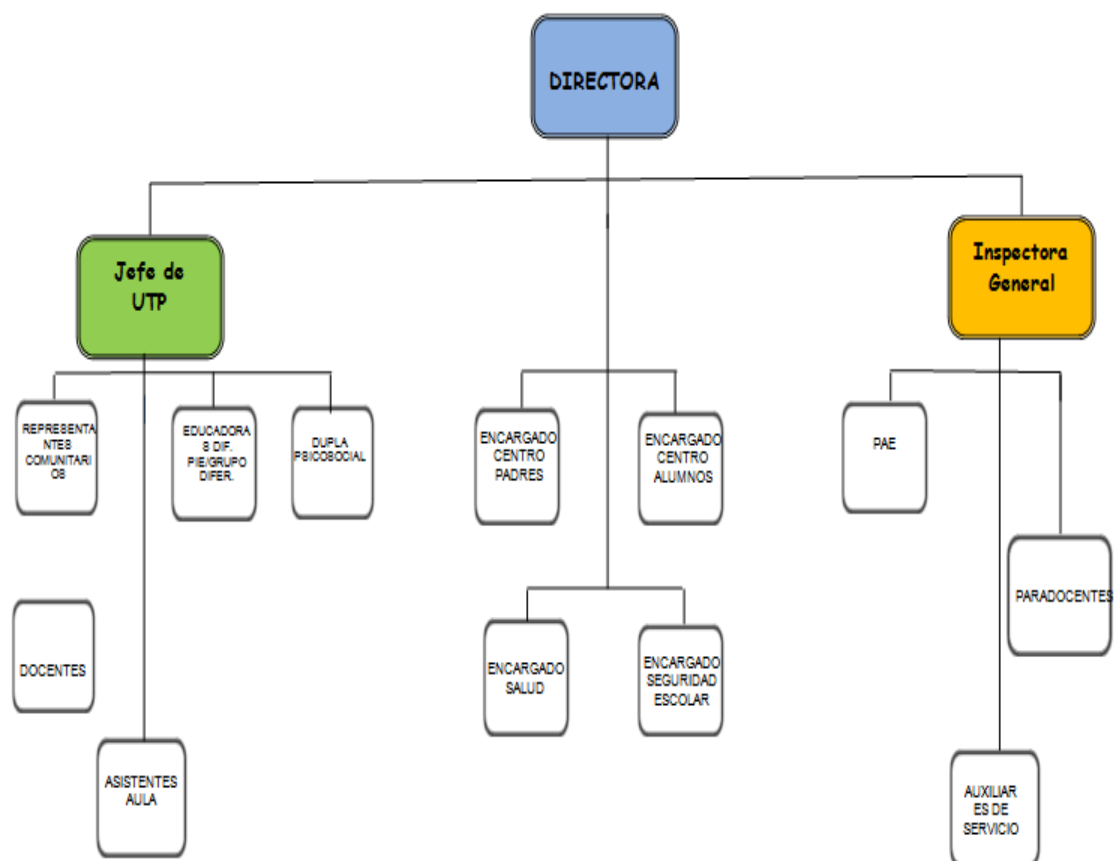 DIRECTORA
Jefe de
UTP
Inspectora
General
REPRESENTA
NTES
COMUNITARI
OS
EDUCADORA
S DIF.
PIE/GRUPO
DIFER.
DUPLA
PSICOSOCIAL
ENCARGADO
CENTRO
PADRES
ENCARGADO
CENTRO
ALUMNOS
PAE
PARADOCENTES
DOCENTES
ENCARGADO
SALUD
ENCARGADO
SEGURIDAD
ESCOLAR
ASISTENTES
AULA
AUXILIAR
ES DE
SERVICIO